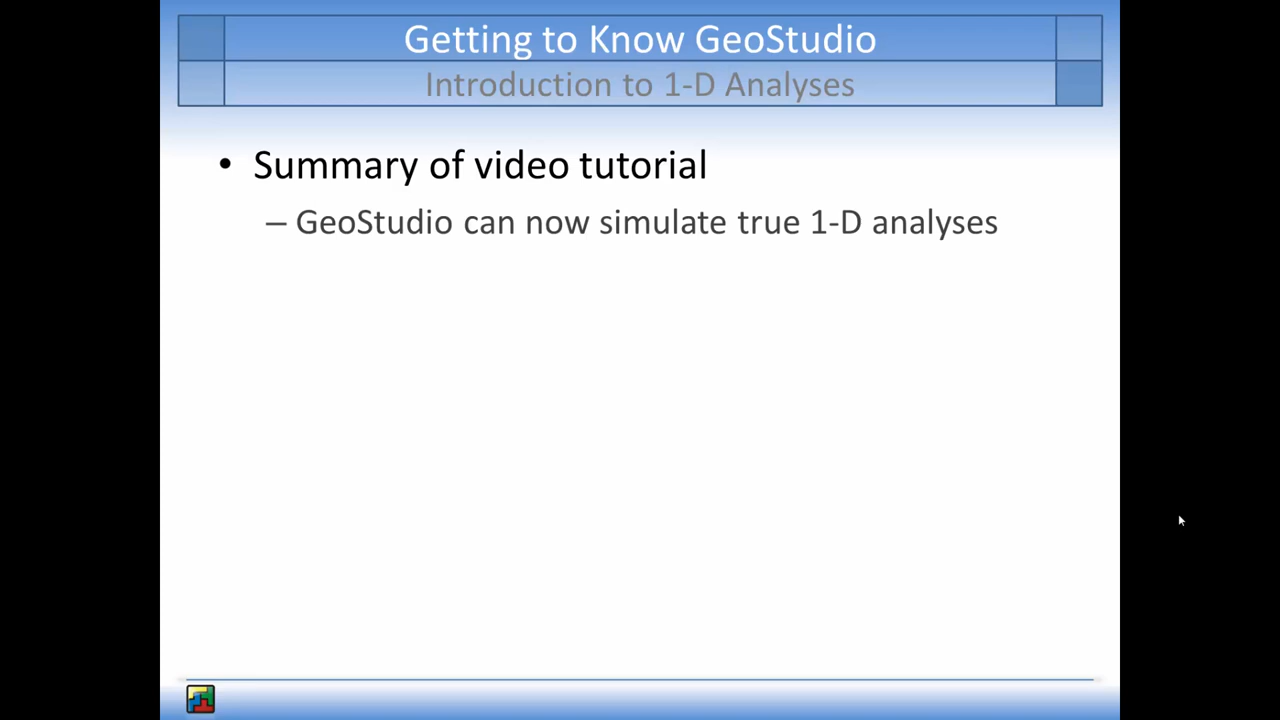 Getting to Know GeoStudio
Introduction to 1-D Analyses
• Summary of video tutorial
– GeoStudio can now simulate true 1-D analyses